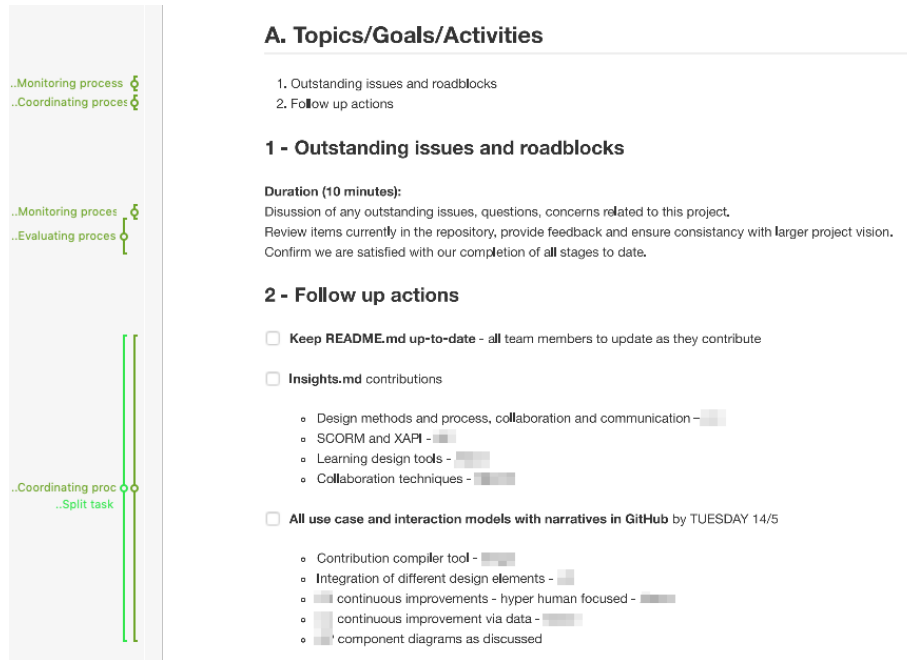 A. Topics/Goals/Activities
..Monitoring process
1. Outstanding issues and roadblocks
..Coordinating proces
2. Follow up actions
1 - Outstanding issues and roadblocks
Duration (10 minutes):
..Monitoring proces
Disussion of any outstanding issues, questions, concerns related to this project.
..Evaluating proces
Review items currently in the repository, provide feedback and ensure consistancy with larger project vision.
Confirm we are satisfied with our completion of all stages to date.
2 - Follow up actions
Keep README.md up-to-date - all team members to update as they contribute
Insights.md contributions
Design methods and process, collaboration and communication –
SCORM and XAPI -
Learning design tools -
Collaboration techniques -
..Coordinating proc
..Split task
All use case and interaction models with narratives in GitHub by TUESDAY 14/5
Contribution compiler tool -
Integration of different design elements -
continuous improvements - hyper human focused -
continuous improvement via data -
component diagrams as discussed